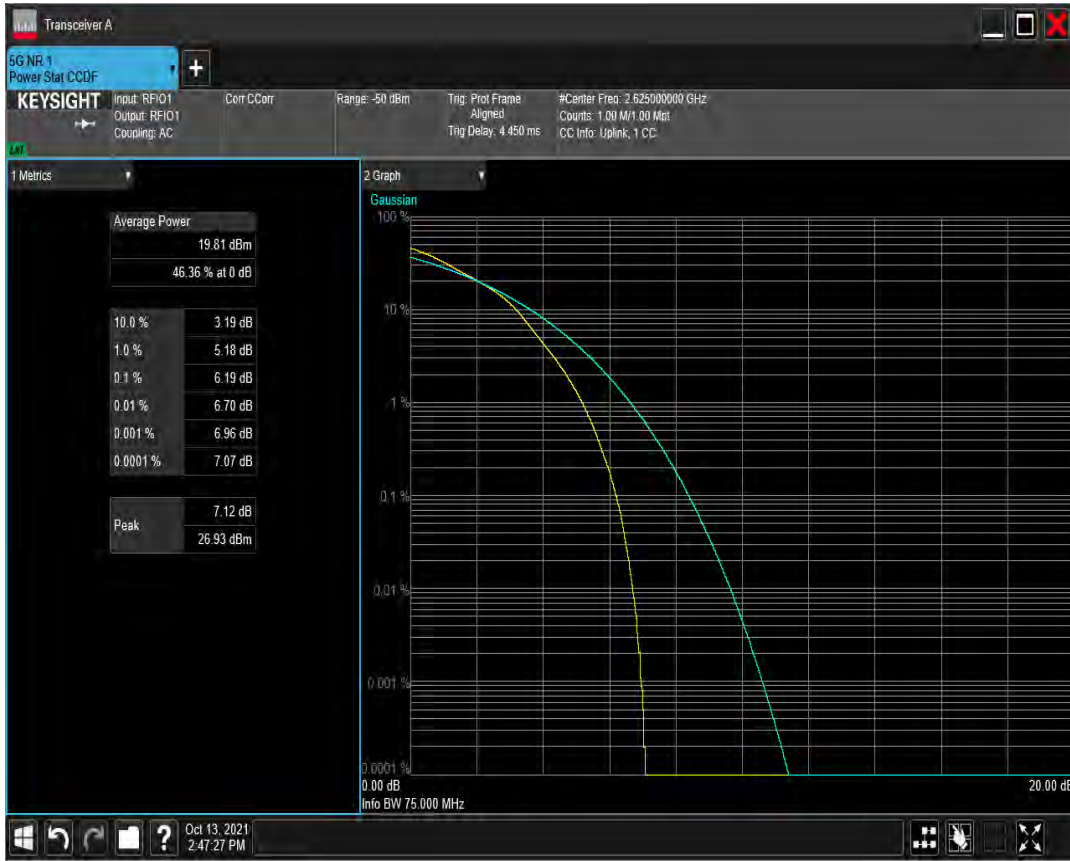 Transceiver A
5G NR 1
Power Stat CCDF
+
KEYSIGHT
Input: RFIO1
Output: RFIO1
Coupling: AC
Corr CCorr
Range: -50 dBm
Trig: Prot Frame
Aligned
Trig Delay: 4.450 ms
#Center Freq: 2.625000000 GHz
Counts: 1.00 M/1.00 Mpt
CC Info: Uplink, 1 CC
1 Metrics
Average Power
19.81 dBm
46.36 % at 0 dB
10.0 % 3.19 dB
1.0 % 5.18 dB
0.1 % 6.19 dB
0.01 % 6.70 dB
0.001 % 6.96 dB
0.0001 % 7.07 dB
Peak
7.12 dB
26.93 dBm
2 Graph
Gaussian
100 %
10 %
1 %
0.1 %
0.01 %
0.001 %
0.0001 %
0.00 dB
20.00 dB
Info BW 75.000 MHz
?
Oct 13, 2021
2:47:27 PM